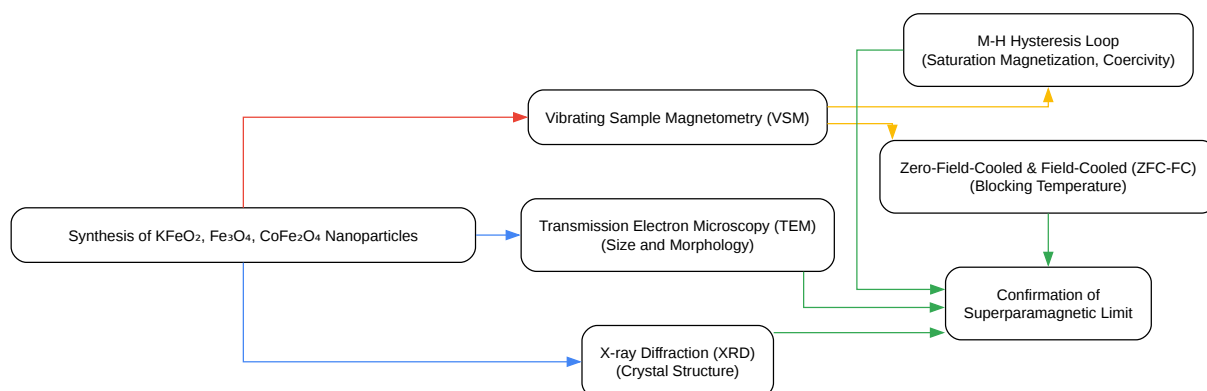 M-H Hysteresis Loop
(Saturation Magnetization, Coercivity)
Vibrating Sample Magnetometry (VSM)
Zero-Field-Cooled & Field-Cooled (ZFC-FC)
(Blocking Temperature)
Synthesis of KFeO₂, Fe₃O₄, CoFe₂O₄ Nanoparticles
Transmission Electron Microscopy (TEM)
(Size and Morphology)
Confirmation of
Superparamagnetic Limit
X-ray Diffraction (XRD)
(Crystal Structure)